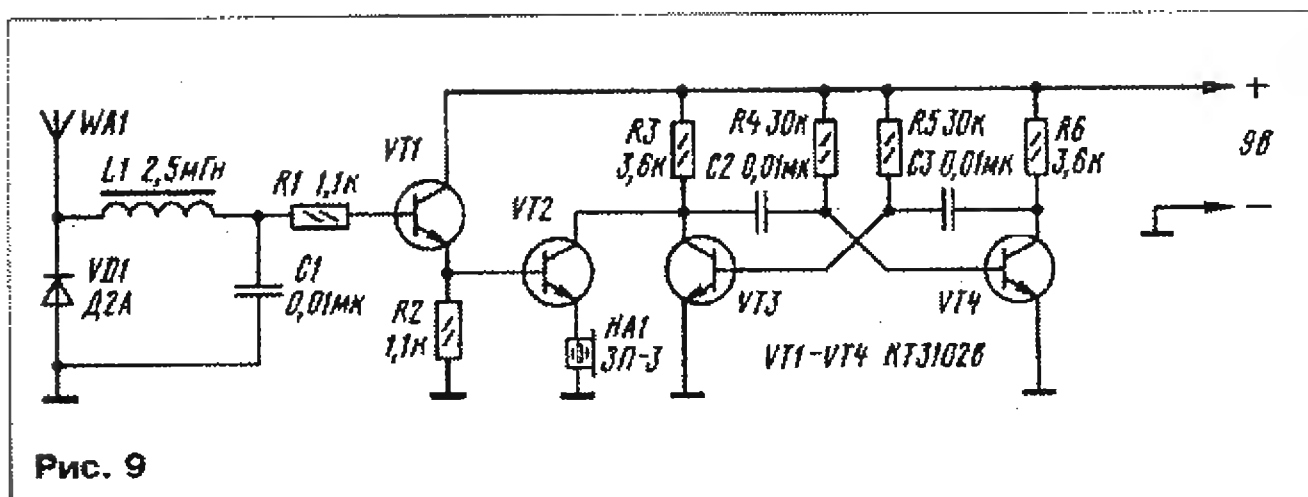 WA1
L1 2,5мГн
R1 1,1к
VT1
VD1
Д2А
C1
0,01мк
R2
1,1к
VT2
HA1
ЗП-3
R3
3,6к
R4 30к
C2 0,01мк
R5 30к
C3 0,01мк
R6
3,6к
VT3
VT4
VT1-VT4 КТ3102В
+
9В
−
Рис. 9